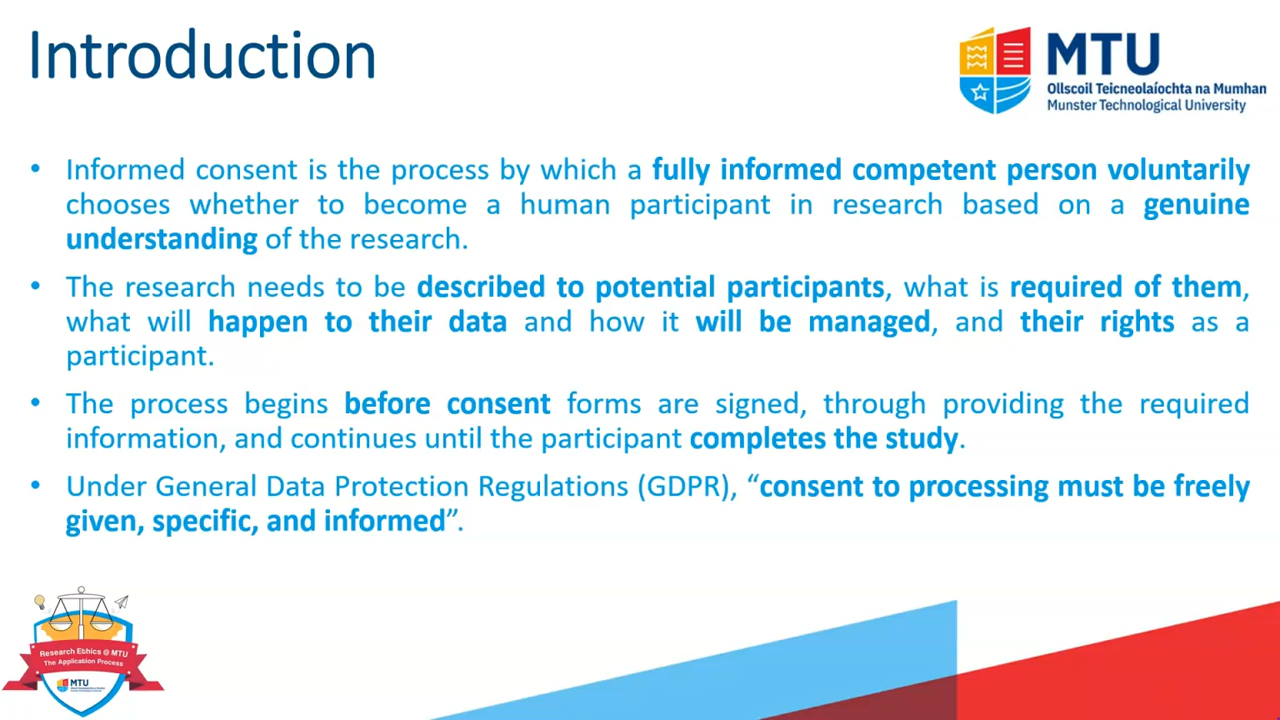 Introduction
MTU
Ollscoil Teicneolaíochta na Mumhan
Munster Technological University
• Informed consent is the process by which a fully informed competent person voluntarily
chooses whether to become a human participant in research based on a genuine
understanding of the research.
• The research needs to be described to potential participants, what is required of them,
what will happen to their data and how it will be managed, and their rights as a
participant.
• The process begins before consent forms are signed, through providing the required
information, and continues until the participant completes the study.
• Under General Data Protection Regulations (GDPR), “consent to processing must be freely
given, specific, and informed”.
Research Ethics @ MTU
The Application Process
MTU